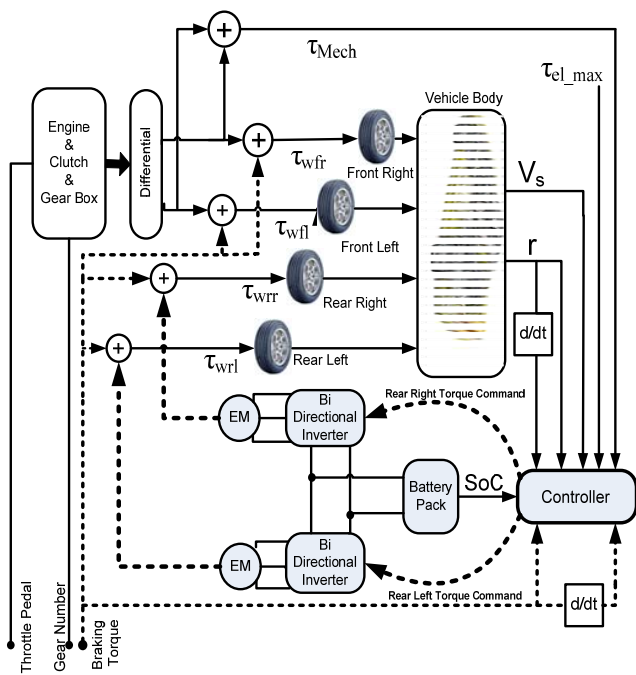 τMech
τel_max
Vehicle Body
Engine
&
Clutch
&
Gear Box
Differential
+
+
τwfr
Front Right
Vs
+
τwfl
Front Left
r
+
τwrr
Rear Right
d/dt
+
τwrl
Rear Left
Rear Right Torque Command
EM
Bi
Directional
Inverter
Battery
Pack
SoC
Controller
EM
Bi
Directional
Inverter
Rear Left Torque Command
d/dt
Throttle Pedal
Gear Number
Braking
Torque